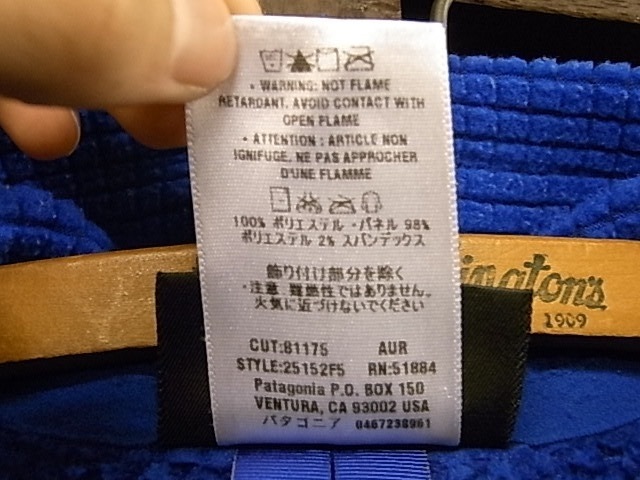 • WARNING: NOT FLAME
RETARDANT. AVOID CONTACT WITH
OPEN FLAME
• ATTENTION : ARTICLE NON
IGNIFUGE. NE PAS APPROCHER
D'UNE FLAMME
100% ポリエステル ・パネル 98%
ポリエステル 2% スパンデックス
飾り付け部分を除く
・注意 難燃性ではありません。
火気に近づけないでください
CUT:81175 AUR
STYLE:25152F5 RN:51884
Patagonia P.O. BOX 150
VENTURA, CA 93002 USA
パタゴニア 0467238961
ington's
1909